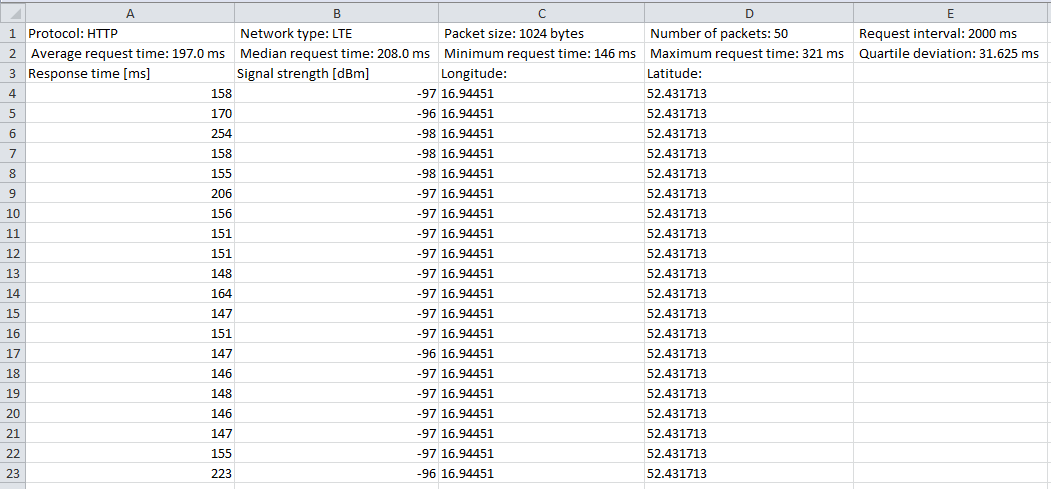 A B C D E
1 Protocol: HTTP Network type: LTE Packet size: 1024 bytes Number of packets: 50 Request interval: 2000 ms
2 Average request time: 197.0 ms Median request time: 208.0 ms Minimum request time: 146 ms Maximum request time: 321 ms Quartile deviation: 31.625 ms
3 Response time [ms] Signal strength [dBm] Longitude: Latitude:
4 158 -97 16.94451 52.431713
5 170 -96 16.94451 52.431713
6 254 -98 16.94451 52.431713
7 158 -98 16.94451 52.431713
8 155 -98 16.94451 52.431713
9 206 -97 16.94451 52.431713
10 156 -97 16.94451 52.431713
11 151 -97 16.94451 52.431713
12 151 -97 16.94451 52.431713
13 148 -97 16.94451 52.431713
14 164 -97 16.94451 52.431713
15 147 -97 16.94451 52.431713
16 151 -97 16.94451 52.431713
17 147 -96 16.94451 52.431713
18 146 -97 16.94451 52.431713
19 148 -97 16.94451 52.431713
20 146 -97 16.94451 52.431713
21 147 -97 16.94451 52.431713
22 155 -97 16.94451 52.431713
23 223 -96 16.94451 52.431713